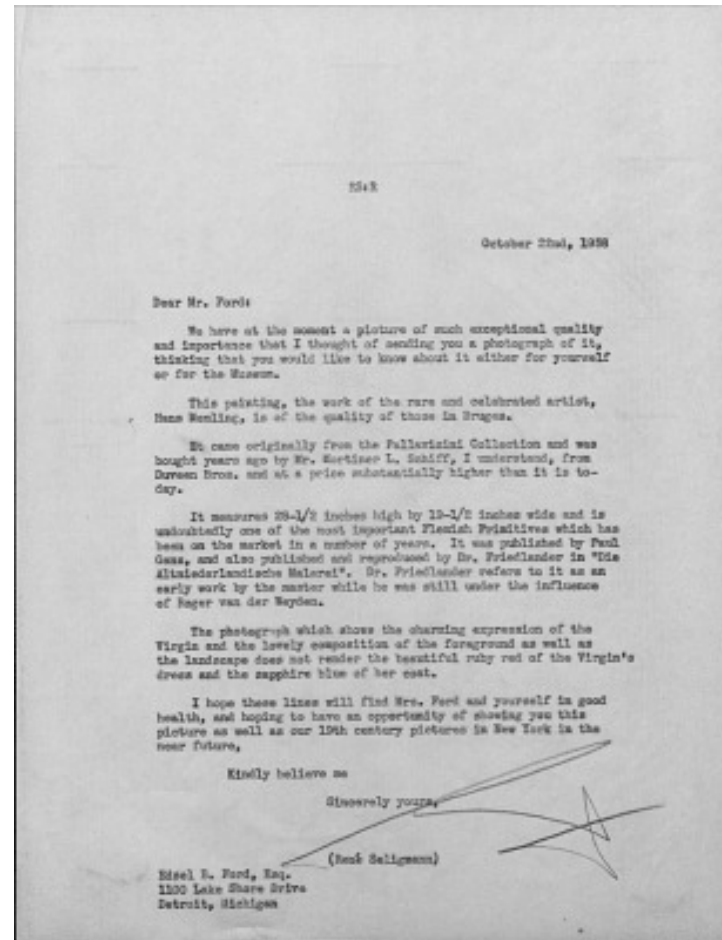 RS:R
October 22nd, 1938
Dear Mr. Ford:
We have at the moment a picture of such exceptional quality
and importance that I thought of sending you a photograph of it,
thinking that you would like to know about it either for yourself
or for the Museum.
This painting, the work of the rare and celebrated artist,
Hans Memling, is of the quality of those in Bruges.
It came originally from the Pallavicini Collection and was
bought years ago by Mr. Mortimer L. Schiff, I understand, from
Duveen Bros. and at a price substantially higher than it is to-
day.
It measures 28-1/2 inches high by 19-1/2 inches wide and is
undoubtedly one of the most important Flemish Primitives which has
been on the market in a number of years. It was published by Paul
and also published and reproduced by Dr. Friedlander in "Die
Altniederlandische Malerei". Dr. Friedlander refers to it as an
early work by the master while he was still under the influence
of Roger van der Weyden.
The photograph which shows the charming expression of the
Virgin and the lovely composition of the foreground as well as
the landscape does not render the beautiful ruby red of the Virgin's
dress and the sapphire blue of her coat.
I hope these lines will find Mrs. Ford and yourself in good
health, and hoping to have an opportunity of showing you this
picture as well as our 19th century pictures in New York in the
near future,
Kindly believe me
Sincerely yours,
(René Seligmann)
Edsel B. Ford, Esq.
1100 Lake Shore Drive
Detroit, Michigan